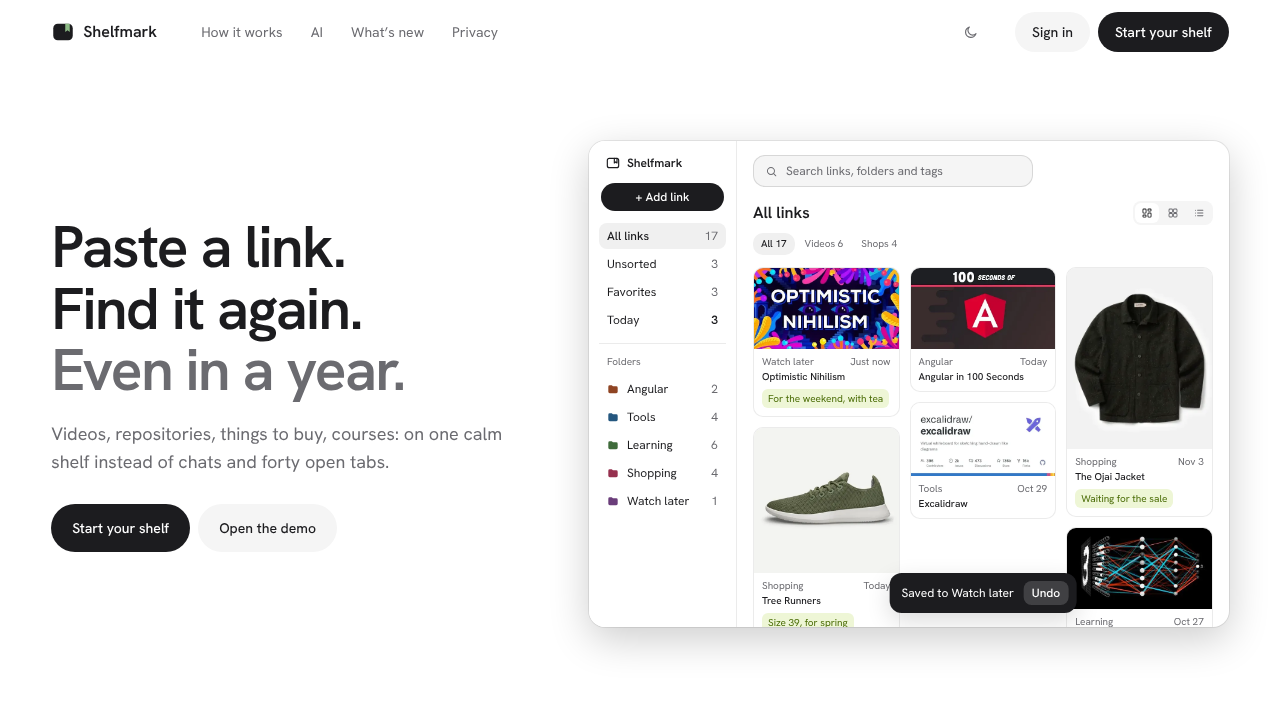 Shelfmark
How it works
AI
What's new
Privacy
Sign in
Start your shelf
Paste a link.
Find it again.
Even in a year.
Videos, repositories, things to buy, courses: on one calm
shelf instead of chats and forty open tabs.
Start your shelf
Open the demo
Shelfmark
+ Add link
All links 17
Unsorted 3
Favorites 3
Today 3
Folders
Angular 2
Tools 4
Learning 6
Shopping 4
Watch later 1
Search links, folders and tags
All links
All 17
Videos 6
Shops 4
OPTIMISTIC
NIHILISM
Watch later Just now
Optimistic Nihilism
For the weekend, with tea
Shopping Today
Tree Runners
Size 39, for spring
100 SECONDS OF
A
Angular Today
Angular in 100 Seconds
excalidraw/
excalidraw
Tools Oct 29
Excalidraw
Shopping Nov 3
The Ojai Jacket
Waiting for the sale
Learning Oct 27
Saved to Watch later
Undo